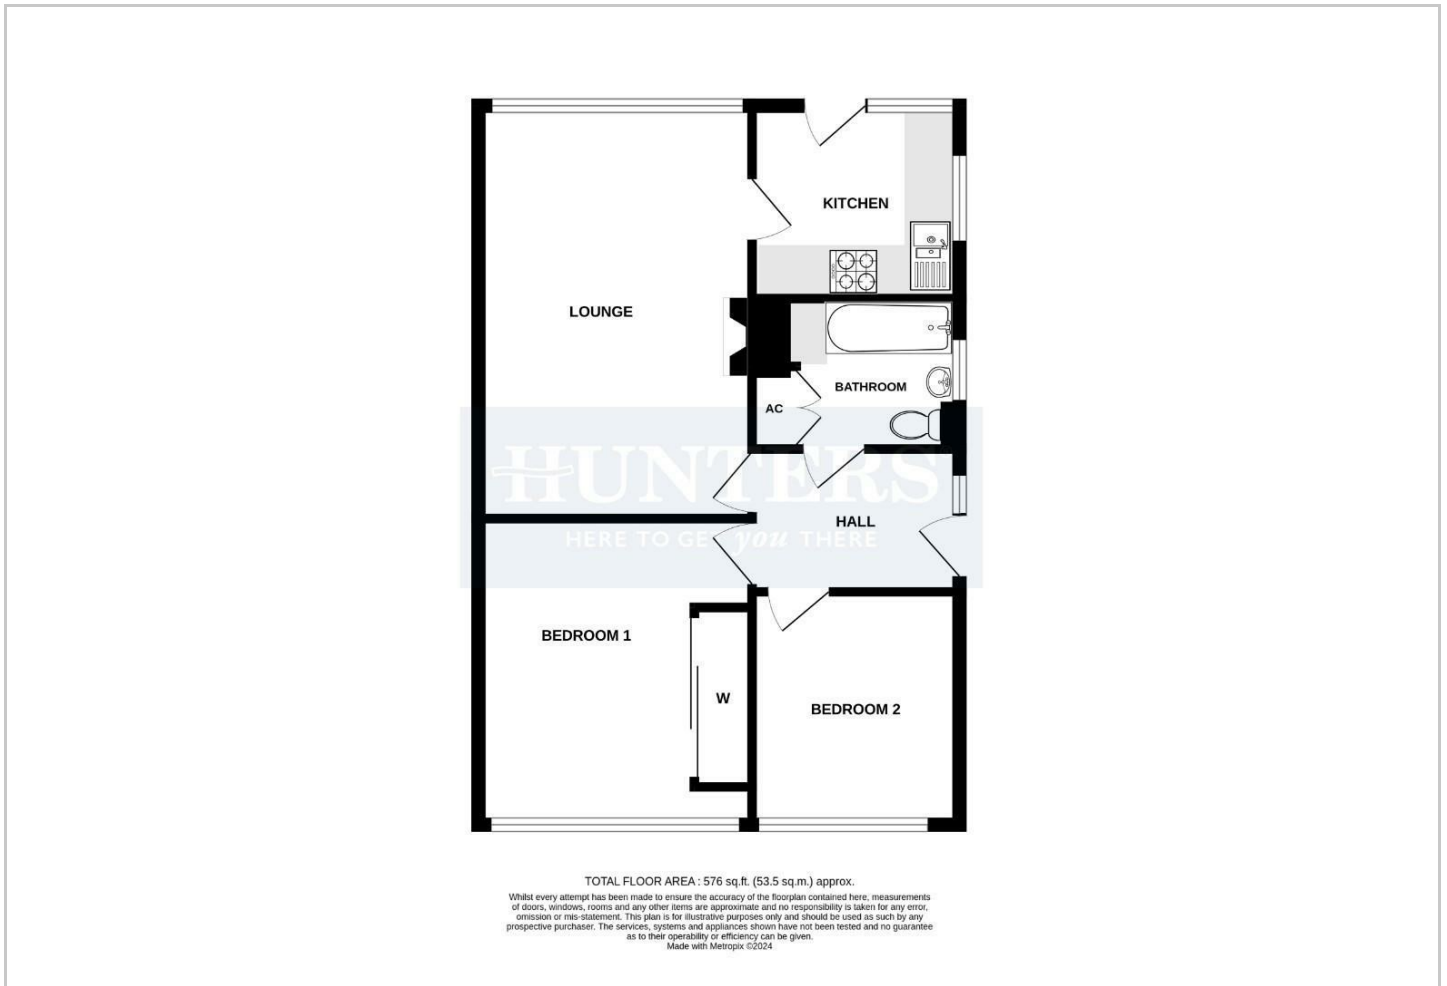 KITCHEN
LOUNGE
BATHROOM
AC
HUNTERS
HALL
HERE TO GET you THERE
BEDROOM 1
W
BEDROOM 2
TOTAL FLOOR AREA : 576 sq.ft. (53.5 sq.m.) approx.
Whilst every attempt has been made to ensure the accuracy of the floorplan contained here, measurements
of doors, windows, rooms and any other items are approximate and no responsibility is taken for any error,
omission or mis-statement. This plan is for illustrative purposes only and should be used as such by any
prospective purchaser. The services, systems and appliances shown have not been tested and no guarantee
as to their operability or efficiency can be given.
Made with Metropix ©2024